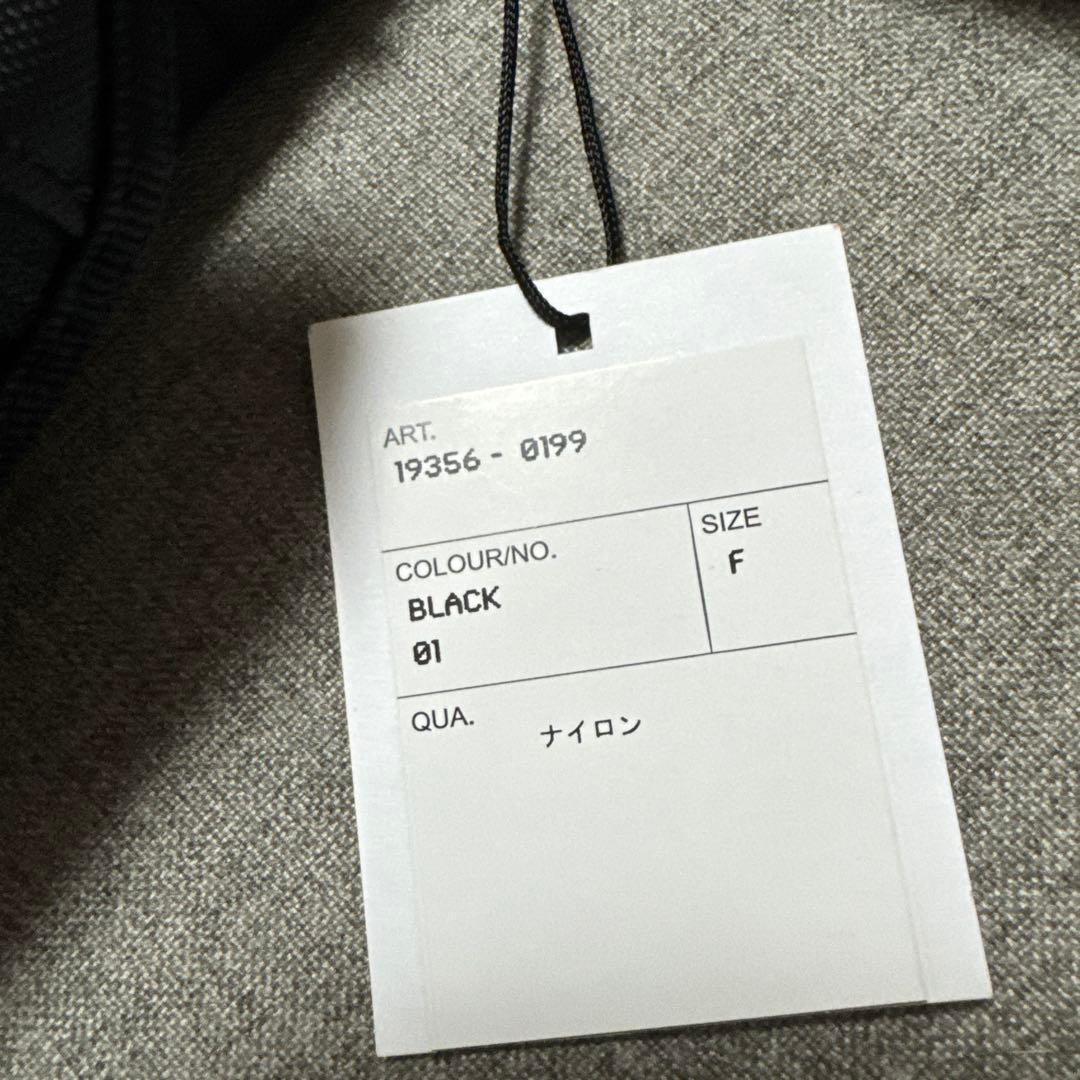 ART.
19356 - 0199
COLOUR/NO.
BLACK
01
SIZE
F
QUA.
ナイロン